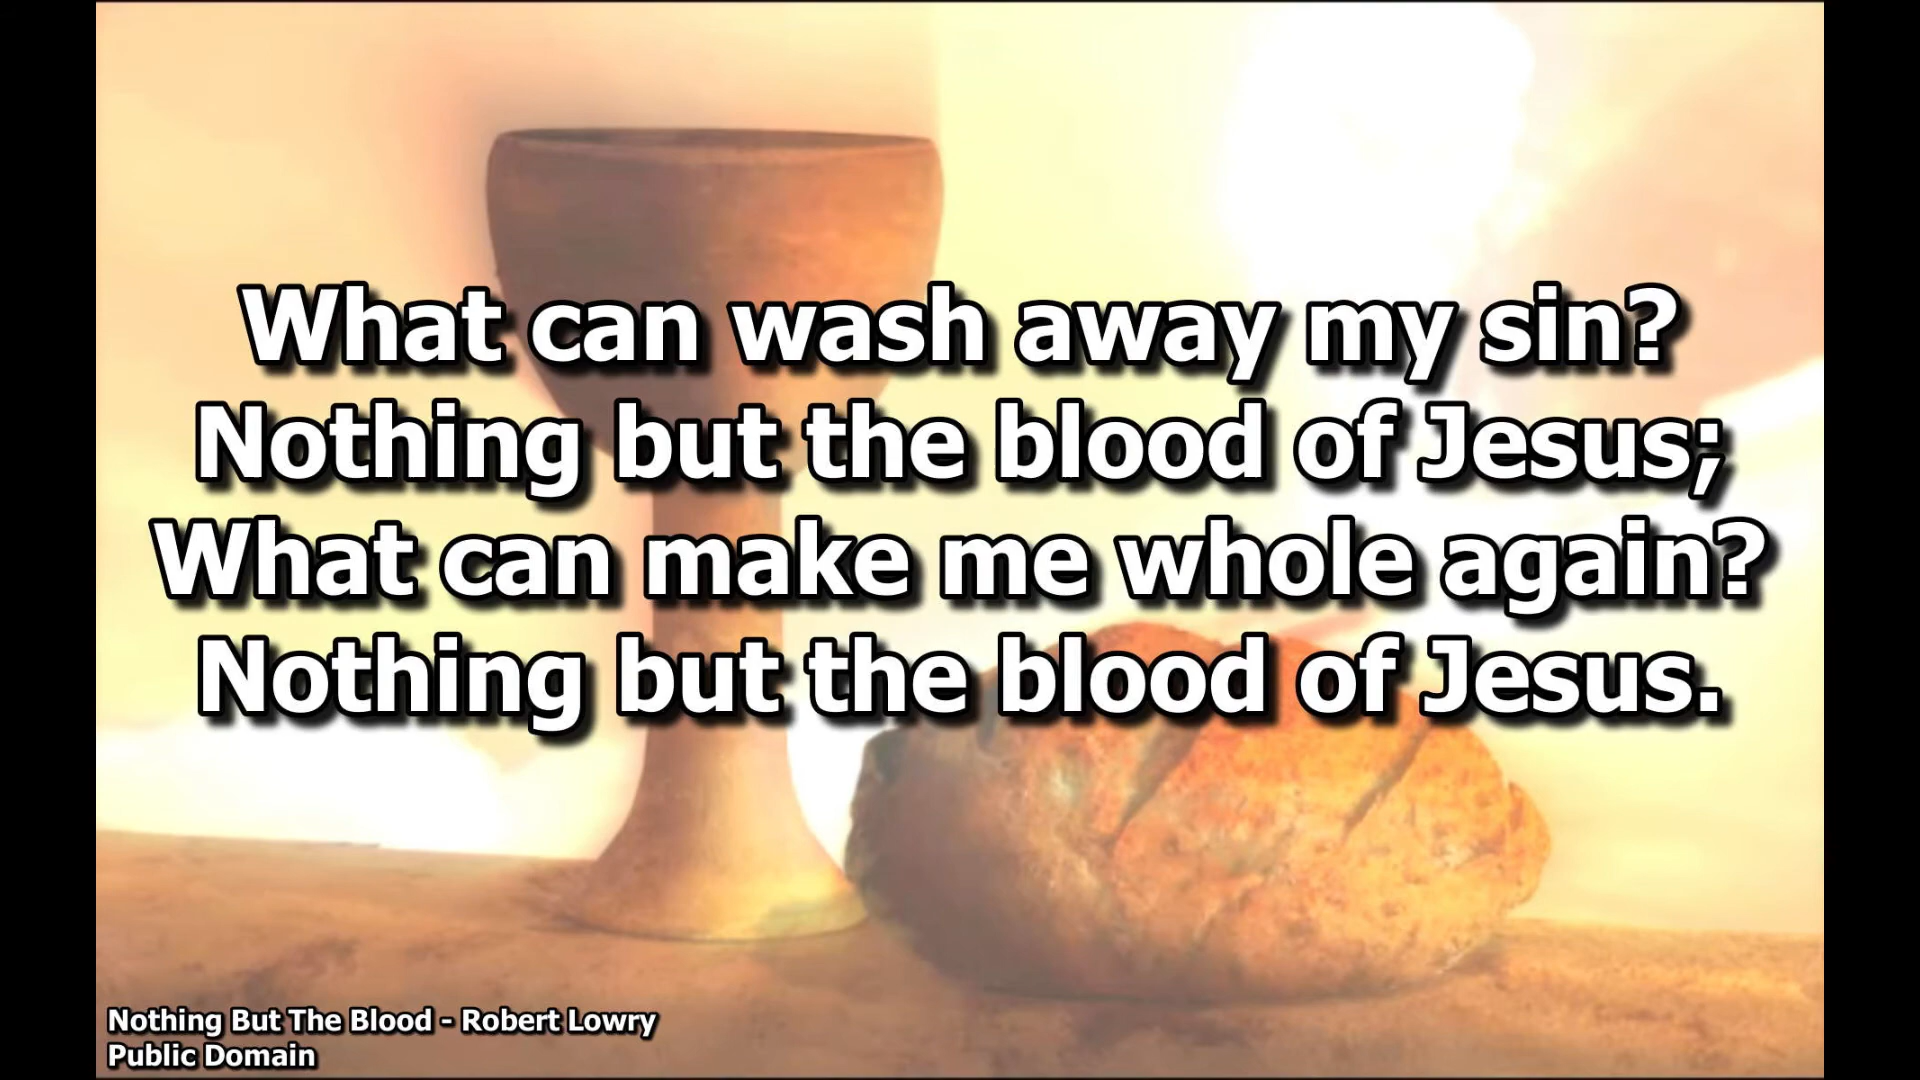 What can wash away my sin?
Nothing but the blood of Jesus;
What can make me whole again?
Nothing but the blood of Jesus.
Nothing But The Blood - Robert Lowry
Public Domain